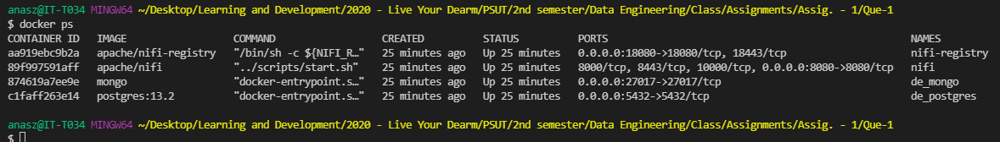 anasz@IT-T034 MINGW64 ~/Desktop/Learning and Development/2020 - Live Your Dearm/PSUT/2nd semester/Data Engineering/Class/Assignments/Assig. - 1/Que-1
$ docker ps
CONTAINER ID   IMAGE                  COMMAND                  CREATED          STATUS          PORTS                                                   NAMES
aa919ebc9b2a   apache/nifi-registry   "/bin/sh -c ${NIFI_R…"   25 minutes ago   Up 25 minutes   0.0.0.0:18080->18080/tcp, 18443/tcp                     nifi-registry
89f997591aff   apache/nifi            "../scripts/start.sh"    25 minutes ago   Up 25 minutes   8000/tcp, 8443/tcp, 10000/tcp, 0.0.0.0:8080->8080/tcp   nifi
874619a7ee9e   mongo                  "docker-entrypoint.s…"   25 minutes ago   Up 25 minutes   0.0.0.0:27017->27017/tcp                                de_mongo
c1faff263e14   postgres:13.2          "docker-entrypoint.s…"   25 minutes ago   Up 25 minutes   0.0.0.0:5432->5432/tcp                                  de_postgres
anasz@IT-T034 MINGW64 ~/Desktop/Learning and Development/2020 - Live Your Dearm/PSUT/2nd semester/Data Engineering/Class/Assignments/Assig. - 1/Que-1
$